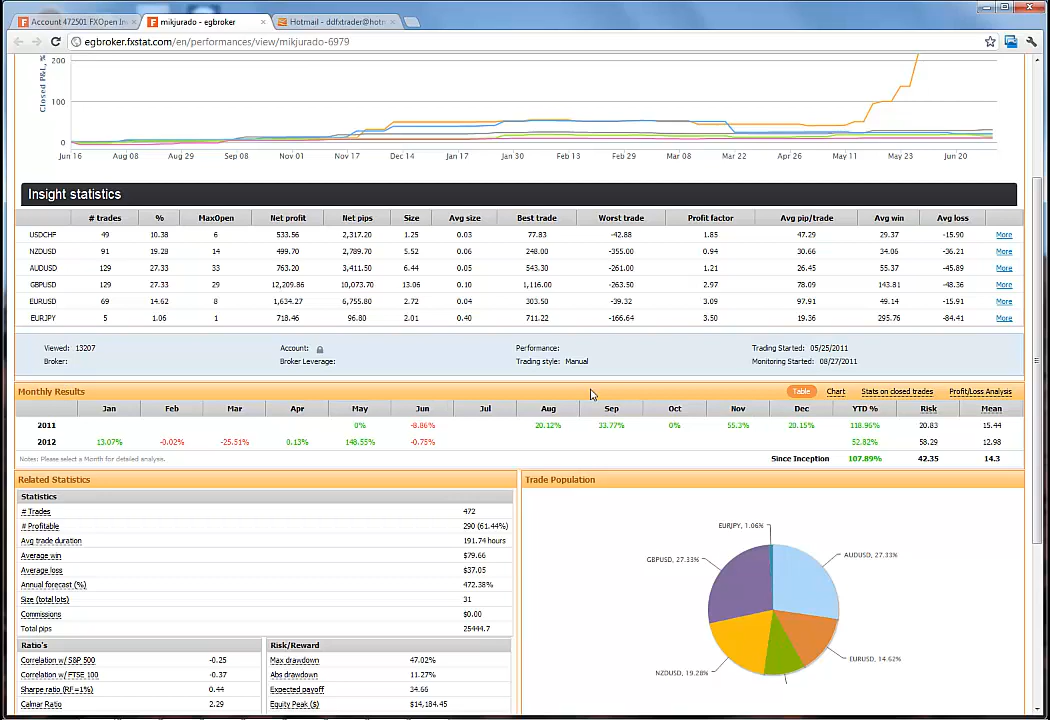 Account 472501 FXOpen In
mikjurado - egbroker
Hotmail - ddfxtrader@hotn
egbroker.fxstat.com/en/performances/view/mikjurado-6979
Closed P&L, %
200
100
0
Jun 16 Aug 08 Aug 29 Sep 08 Nov 01 Nov 17 Dec 14 Jan 17 Jan 30 Feb 13 Feb 29 Mar 08 Mar 22 Apr 26 May 11 May 23 Jun 20
Insight statistics
# trades % MaxOpen Net profit Net pips Size Avg size Best trade Worst trade Profit factor Avg pip/trade Avg win Avg loss
USDCHF 49 10.38 6 533.56 2,317.20 1.25 0.03 77.83 -42.88 1.85 47.29 29.37 -15.90 More
NZDUSD 91 19.28 14 499.70 2,789.70 5.52 0.06 248.00 -355.00 0.94 30.66 34.06 -36.21 More
AUDUSD 129 27.33 33 763.20 3,411.50 6.44 0.05 543.30 -261.00 1.21 26.45 55.37 -45.89 More
GBPUSD 129 27.33 29 12,209.86 10,073.70 13.06 0.10 1,116.00 -263.50 2.97 78.09 143.81 -48.36 More
EURUSD 69 14.62 8 1,634.27 6,755.80 2.72 0.04 303.50 -39.32 3.09 97.91 49.14 -15.91 More
EURJPY 5 1.06 1 718.46 96.80 2.01 0.40 711.22 -166.64 3.50 19.36 295.76 -84.41 More
Viewed: 13207 Account: Performance: Trading Started: 05/25/2011
Broker: Broker Leverage: Trading style: Manual Monitoring Started: 08/27/2011
Monthly Results Table Chart Stats on closed trades Profit/Loss Analysis
Jan Feb Mar Apr May Jun Jul Aug Sep Oct Nov Dec YTD % Risk Mean
2011 0% -8.86% 20.12% 33.77% 0% 55.3% 20.15% 118.96% 20.83 15.44
2012 13.07% -0.02% -25.51% 0.13% 148.55% -0.75% 52.82% 58.29 12.98
Notes: Please select a Month for detailed analysis. Since Inception 107.89% 42.35 14.3
Related Statistics
Statistics
# Trades 472
# Profitable 290 (61.44%)
Avg trade duration 191.74 hours
Average win $79.66
Average loss $37.05
Annual forecast (%) 472.38%
Size (total lots) 31
Commissions $0.00
Total pips 25444.7
Ratio's
Correlation w/ S&P 500 -0.25
Correlation w/ FTSE 100 -0.37
Sharpe ratio (RF=1%) 0.44
Calmar Ratio 2.29
Risk/Reward
Max drawdown 47.02%
Abs drawdown 11.27%
Expected payoff 34.66
Equity Peak ($) $14,184.45
Trade Population
EURJPY, 1.06%
GBPUSD, 27.33%
AUDUSD, 27.33%
EURUSD, 14.62%
NZDUSD, 19.28%